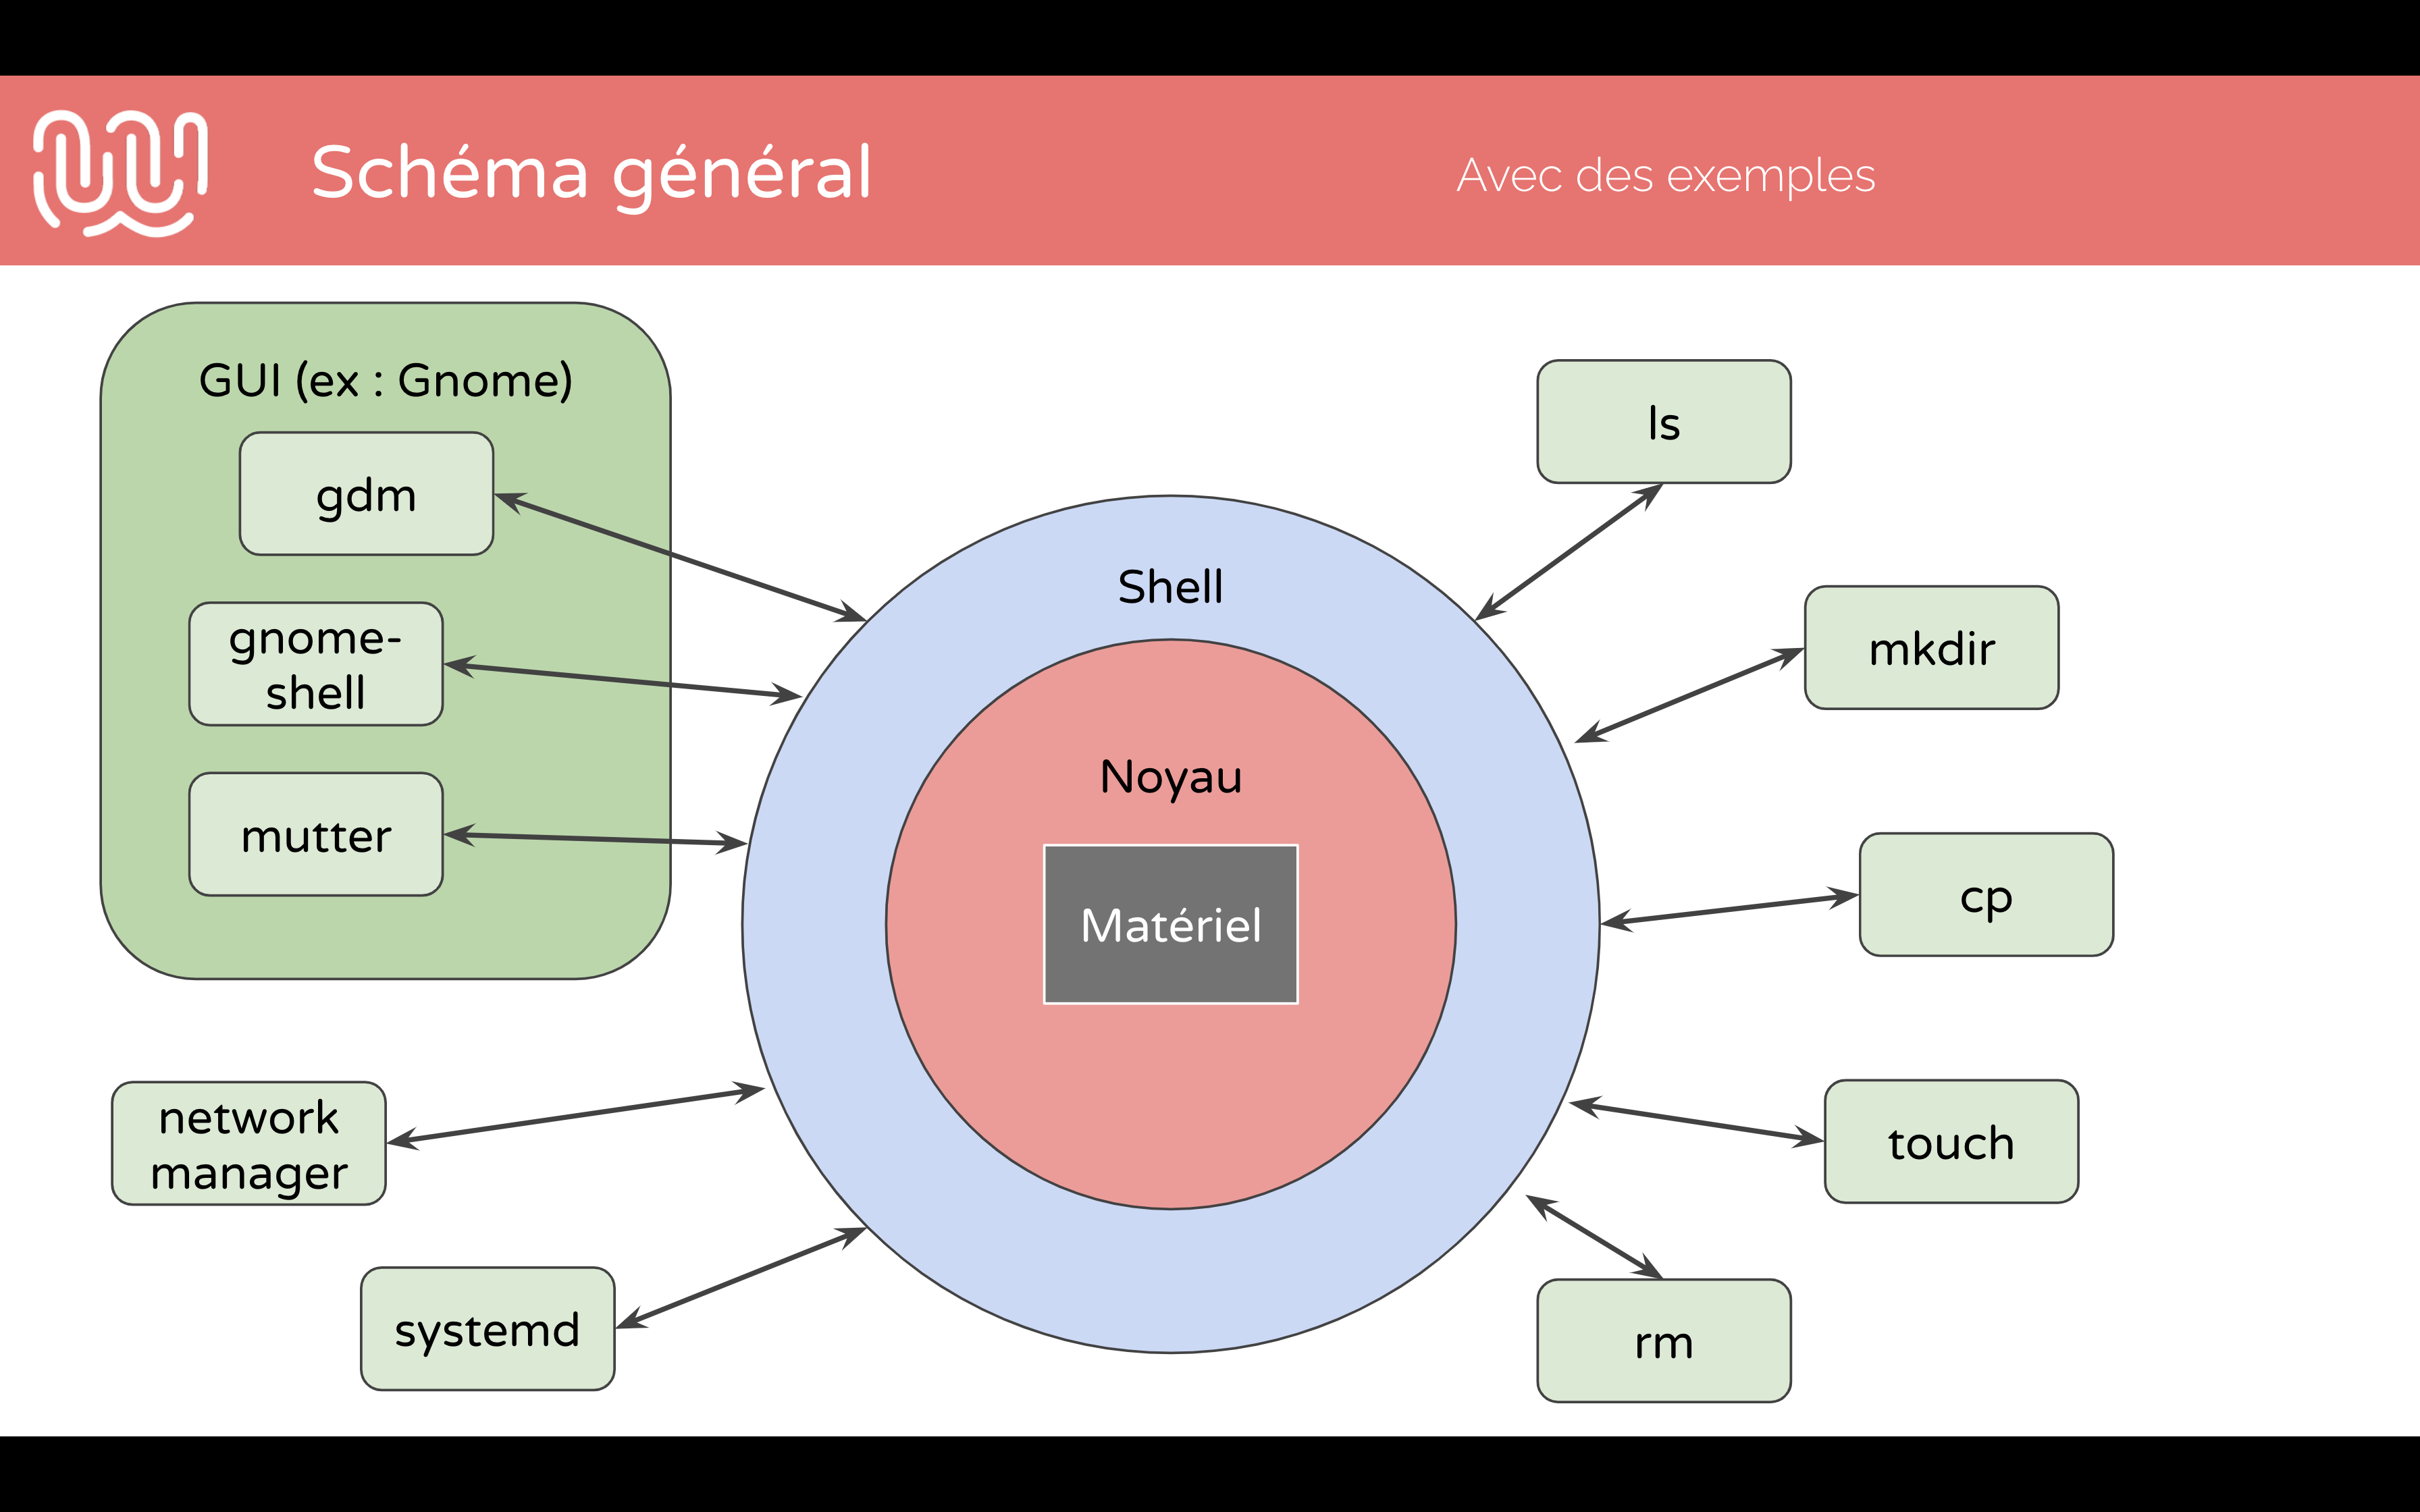 Schéma général
Avec des exemples
GUI (ex : Gnome)
gdm
gnome-
shell
mutter
network
manager
systemd
Shell
Noyau
Matériel
ls
mkdir
cp
touch
rm